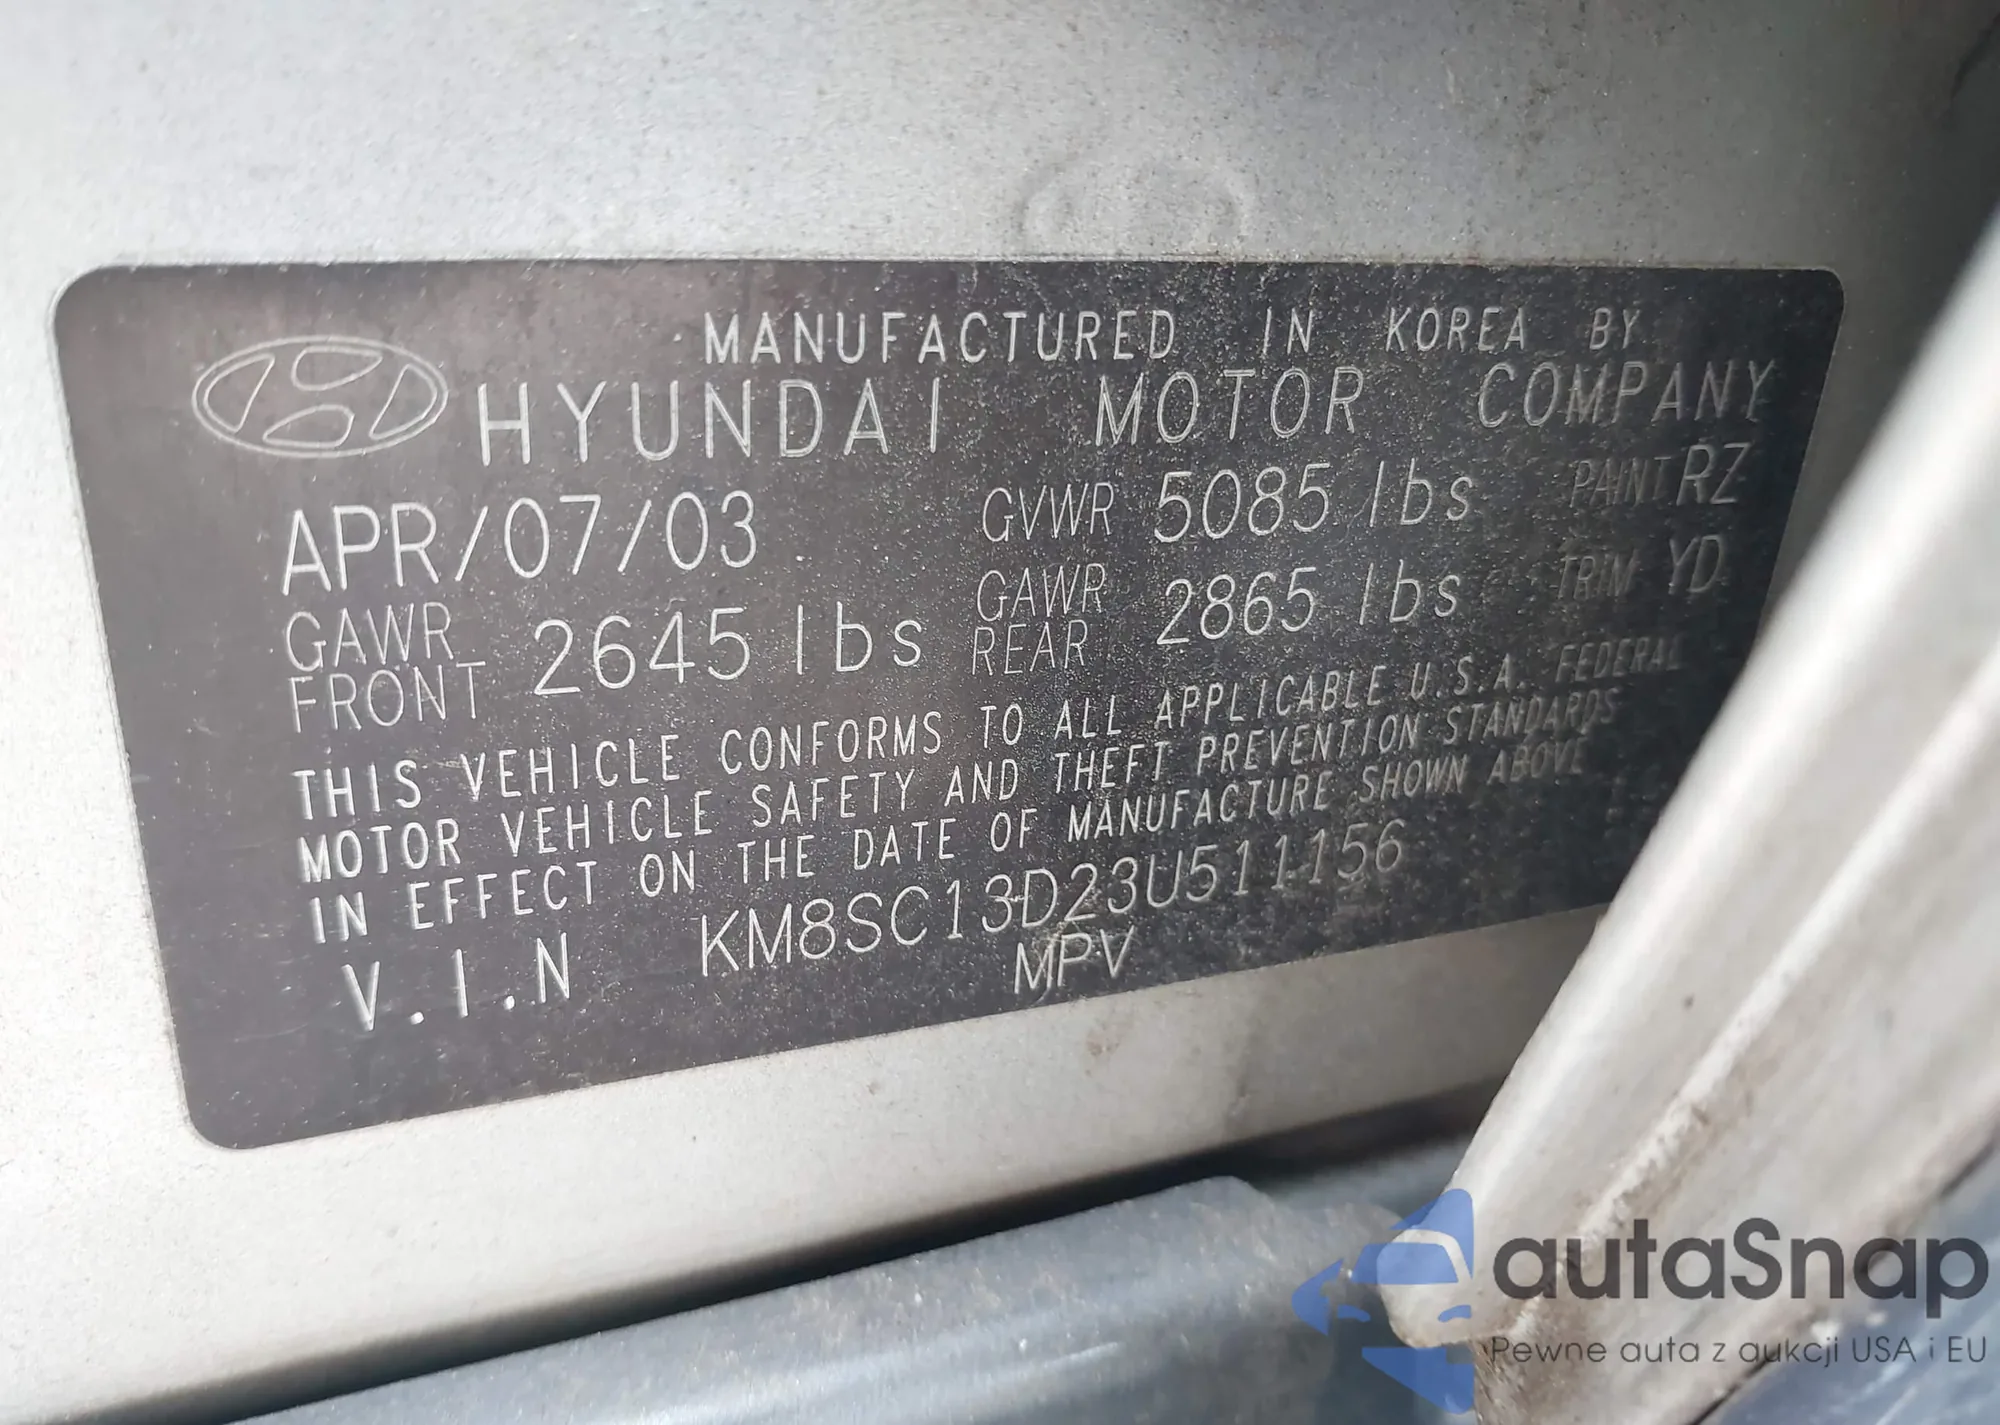 MANUFACTURED IN KOREA BY
HYUNDAI MOTOR COMPANY
APR/07/03 GVWR 5085 lbs PAINT RZ
GAWR FRONT 2645 lbs GAWR REAR 2865 lbs TRIM YD
THIS VEHICLE CONFORMS TO ALL APPLICABLE U.S.A. FEDERAL
MOTOR VEHICLE SAFETY AND THEFT PREVENTION STANDARDS
IN EFFECT ON THE DATE OF MANUFACTURE SHOWN ABOVE
V.I.N KM8SC13D23U511156
MPV
autaSnap
Pewne auta z aukcji USA i EU